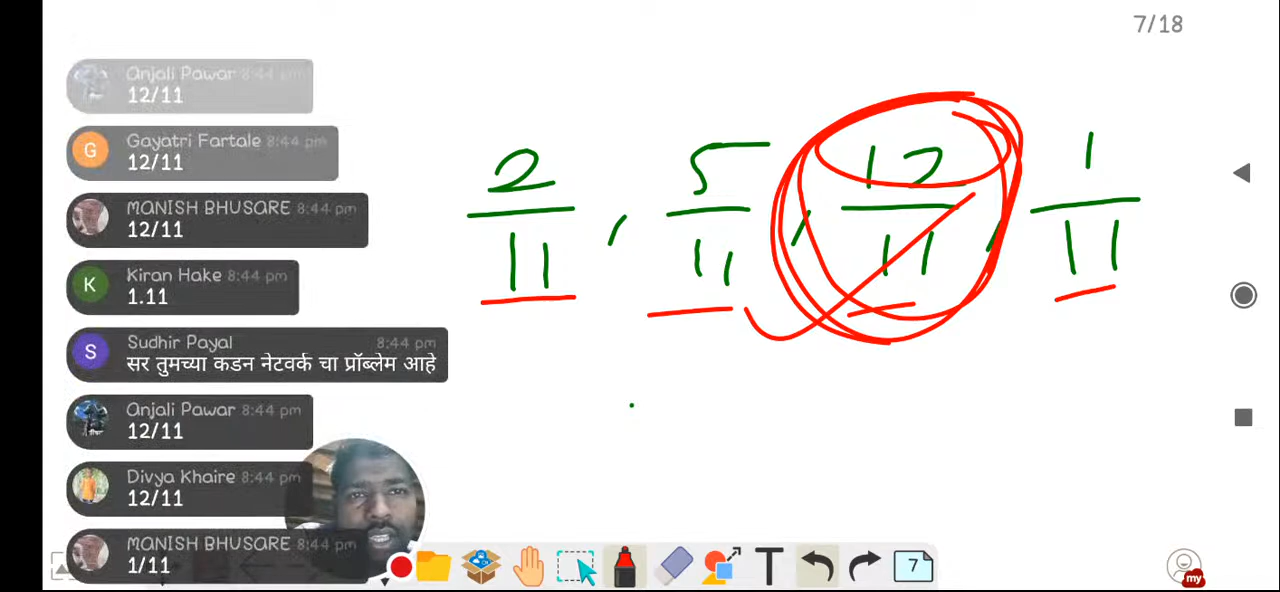 7/18
Anjali Pawar 8:44 pm
12/11
Gayatri Fartale 8:44 pm
12/11
MANISH BHUSARE 8:44 pm
12/11
Kiran Hake 8:44 pm
1.11
Sudhir Payal 8:44 pm
सर तुमच्या कडन नेटवर्क चा प्रॉब्लेम आहे
Anjali Pawar 8:44 pm
12/11
Divya Khaire 8:44 pm
12/11
MANISH BHUSARE 8:44 pm
1/11
2/11, 5/11, 12/11, 1/11
T
7
my